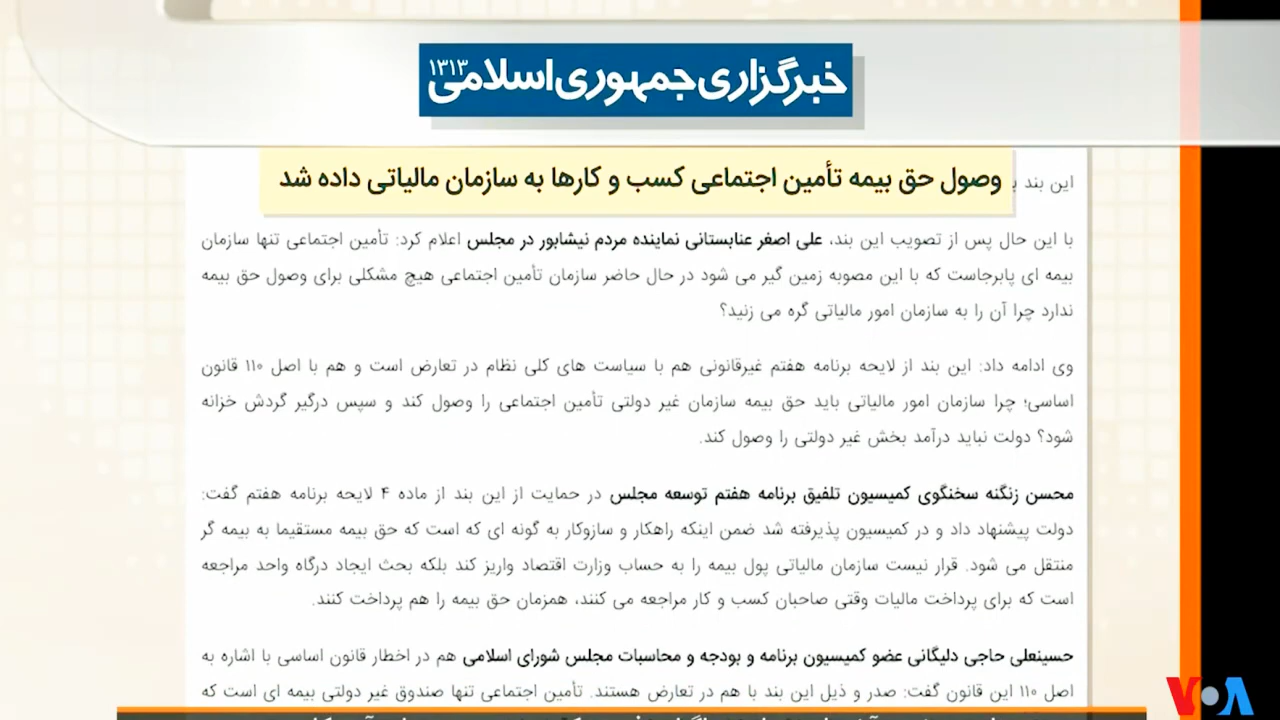 خبرگزاری جمهوری اسلامی ۱۳۱۳
وصول حق بیمه تأمین اجتماعی کسب و کارها به سازمان مالیاتی داده شد
این بند
با این حال پس از تصویب این بند، علی اصغر عنابستانی نماینده مردم نیشابور در مجلس اعلام کرد: تأمین اجتماعی تنها سازمان
بیمه ای پابرجاست که با این مصوبه زمین گیر می شود در حال حاضر سازمان تأمین اجتماعی هیچ مشکلی برای وصول حق بیمه
ندارد چرا آن را به سازمان امور مالیاتی گره می زنید؟
وی ادامه داد: این بند از لایحه برنامه هفتم غیرقانونی هم با سیاست های کلی نظام در تعارض است و هم با اصل ۱۱۰ قانون
اساسی؛ چرا سازمان امور مالیاتی باید حق بیمه سازمان غیر دولتی تأمین اجتماعی را وصول کند و سپس درگیر گردش خزانه
شود؟ دولت نباید درآمد بخش غیر دولتی را وصول کند.
محسن زنگنه سخنگوی کمیسیون تلفیق برنامه هفتم توسعه مجلس در حمایت از این بند از ماده ۴ لایحه برنامه هفتم گفت:
دولت پیشنهاد داد و در کمیسیون پذیرفته شد ضمن اینکه راهکار و سازوکار به گونه ای که است که حق بیمه مستقیما به بیمه گر
منتقل می شود. قرار نیست سازمان مالیاتی پول بیمه را به حساب وزارت اقتصاد واریز کند بلکه بحث ایجاد درگاه واحد مراجعه
است که برای پرداخت مالیات وقتی صاحبان کسب و کار مراجعه می کنند، همزمان حق بیمه را هم پرداخت کنند.
حسینعلی حاجی دلیگانی عضو کمیسیون برنامه و بودجه و محاسبات مجلس شورای اسلامی هم در اخطار قانون اساسی با اشاره به
اصل ۱۱۰ این قانون گفت: صدر و ذیل این بند با هم در تعارض هستند. تأمین اجتماعی تنها صندوق غیر دولتی بیمه ای است که
VOA